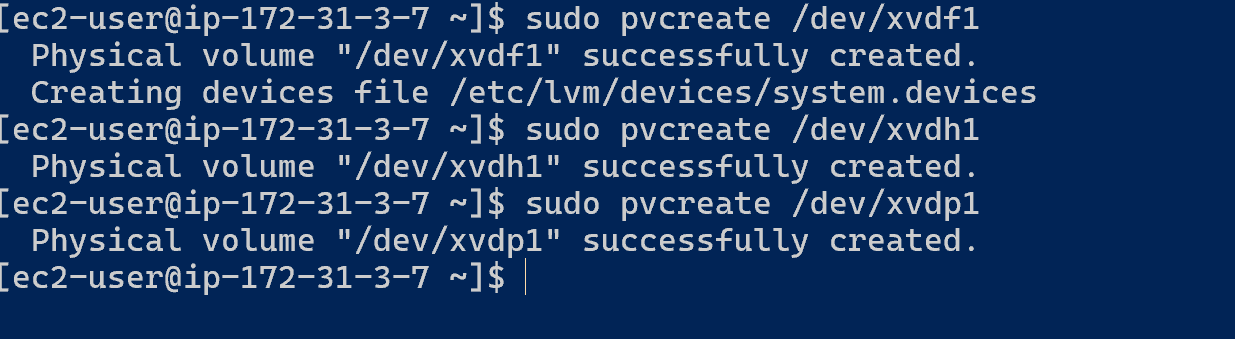 [ec2-user@ip-172-31-3-7 ~]$ sudo pvcreate /dev/xvdf1
  Physical volume "/dev/xvdf1" successfully created.
  Creating devices file /etc/lvm/devices/system.devices
[ec2-user@ip-172-31-3-7 ~]$ sudo pvcreate /dev/xvdh1
  Physical volume "/dev/xvdh1" successfully created.
[ec2-user@ip-172-31-3-7 ~]$ sudo pvcreate /dev/xvdp1
  Physical volume "/dev/xvdp1" successfully created.
[ec2-user@ip-172-31-3-7 ~]$